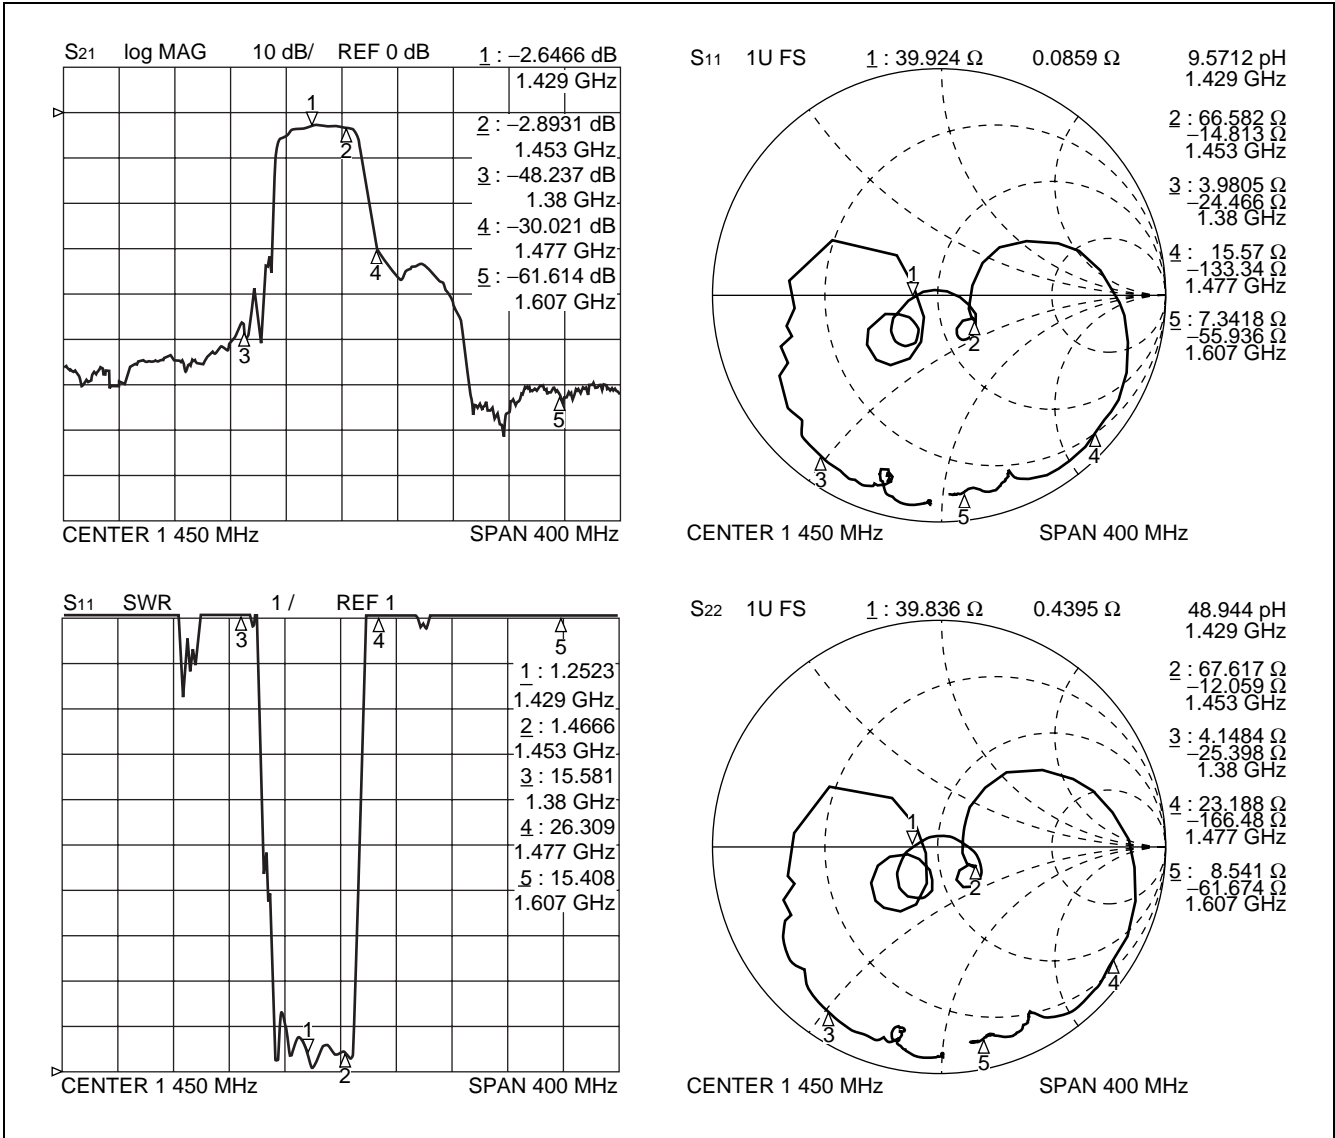 S21 log MAG 10 dB/ REF 0 dB 1 : −2.6466 dB
1.429 GHz
2 : −2.8931 dB
1.453 GHz
3 : −48.237 dB
1.38 GHz
4 : −30.021 dB
1.477 GHz
5 : −61.614 dB
1.607 GHz
1
2
3
4
5
CENTER 1 450 MHz SPAN 400 MHz
S11 1U FS 1 : 39.924 Ω 0.0859 Ω 9.5712 pH
1.429 GHz
2 : 66.582 Ω
−14.813 Ω
1.453 GHz
3 : 3.9805 Ω
−24.466 Ω
1.38 GHz
4 : 15.57 Ω
−133.34 Ω
1.477 GHz
5 : 7.3418 Ω
−55.936 Ω
1.607 GHz
1
2
3
4
5
CENTER 1 450 MHz SPAN 400 MHz
S11 SWR 1 / REF 1
3
4
5
1 : 1.2523
1.429 GHz
2 : 1.4666
1.453 GHz
3 : 15.581
1.38 GHz
4 : 26.309
1.477 GHz
5 : 15.408
1.607 GHz
1
2
CENTER 1 450 MHz SPAN 400 MHz
S22 1U FS 1 : 39.836 Ω 0.4395 Ω 48.944 pH
1.429 GHz
2 : 67.617 Ω
−12.059 Ω
1.453 GHz
3 : 4.1484 Ω
−25.398 Ω
1.38 GHz
4 : 23.188 Ω
−166.48 Ω
1.477 GHz
5 : 8.541 Ω
−61.674 Ω
1.607 GHz
1
2
3
4
5
CENTER 1 450 MHz SPAN 400 MHz